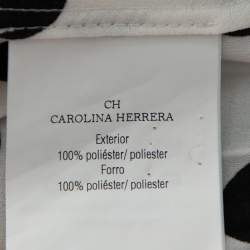 CH
CAROLINA HERRERA
Exterior
100% poliéster/ poliester
Forro
100% poliéster/ poliester